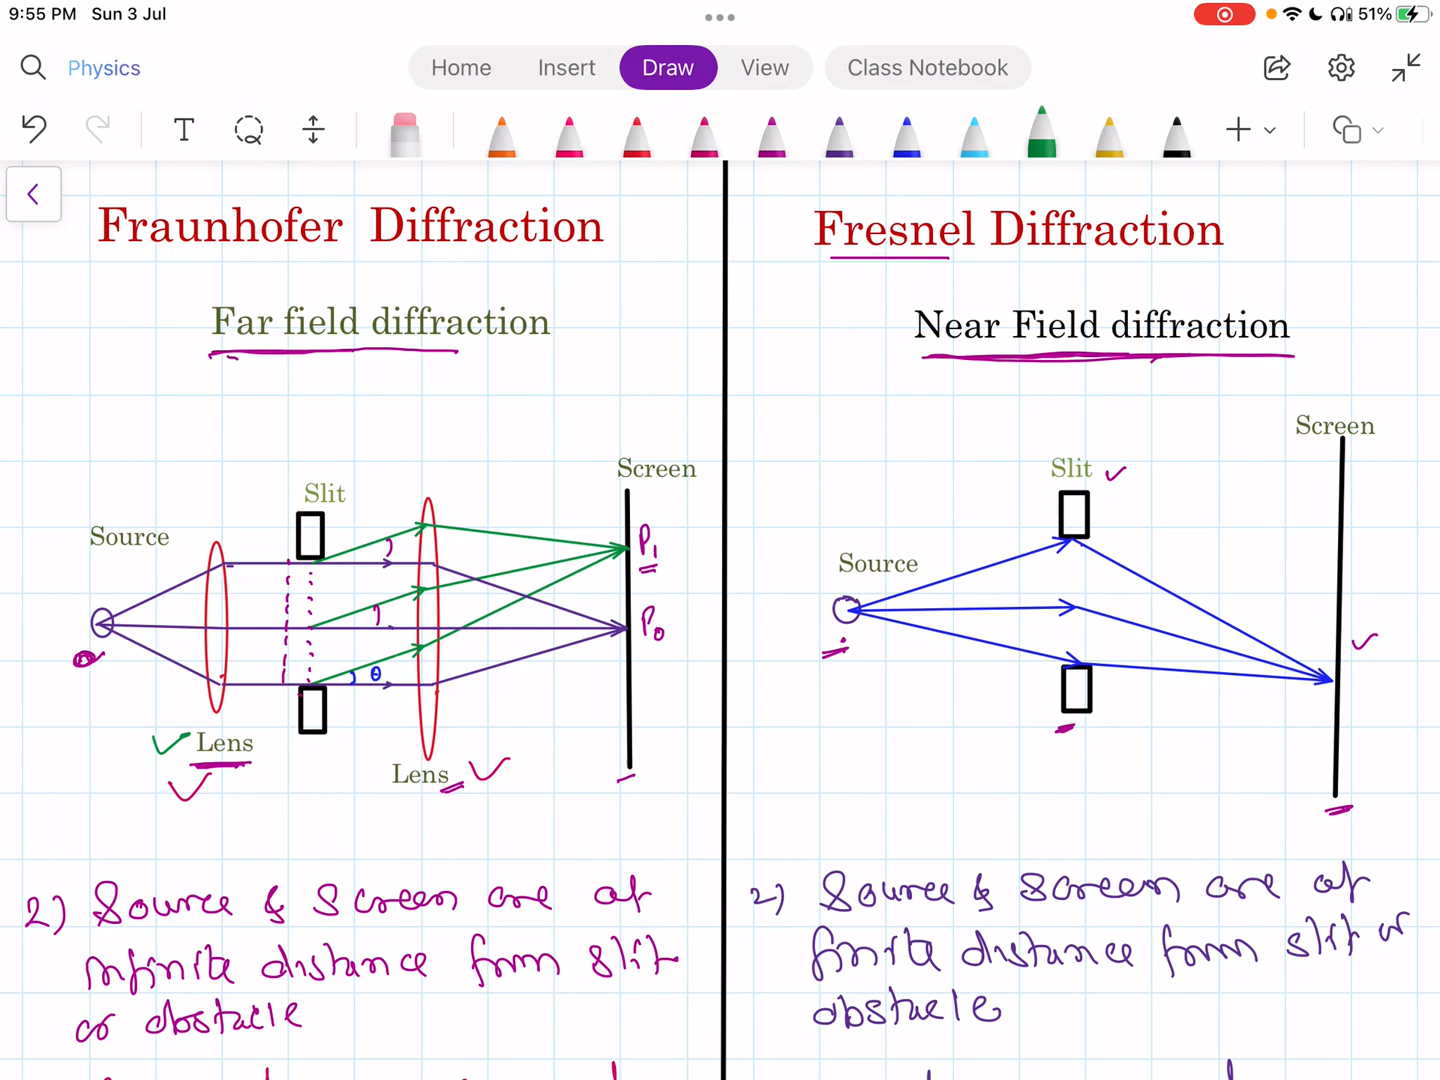 9:55 PM Sun 3 Jul
51%
Physics
Home Insert Draw View Class Notebook
T
Fraunhofer Diffraction
Far field diffraction
Screen
Slit
Source
P1
P0
θ
Lens
Lens
2) Source & Screen are at
infinite distance from slit
or obstacle
Fresnel Diffraction
Near Field diffraction
Screen
Slit
Source
2) Source & Screen are at
finite distance from slit or
obstacle